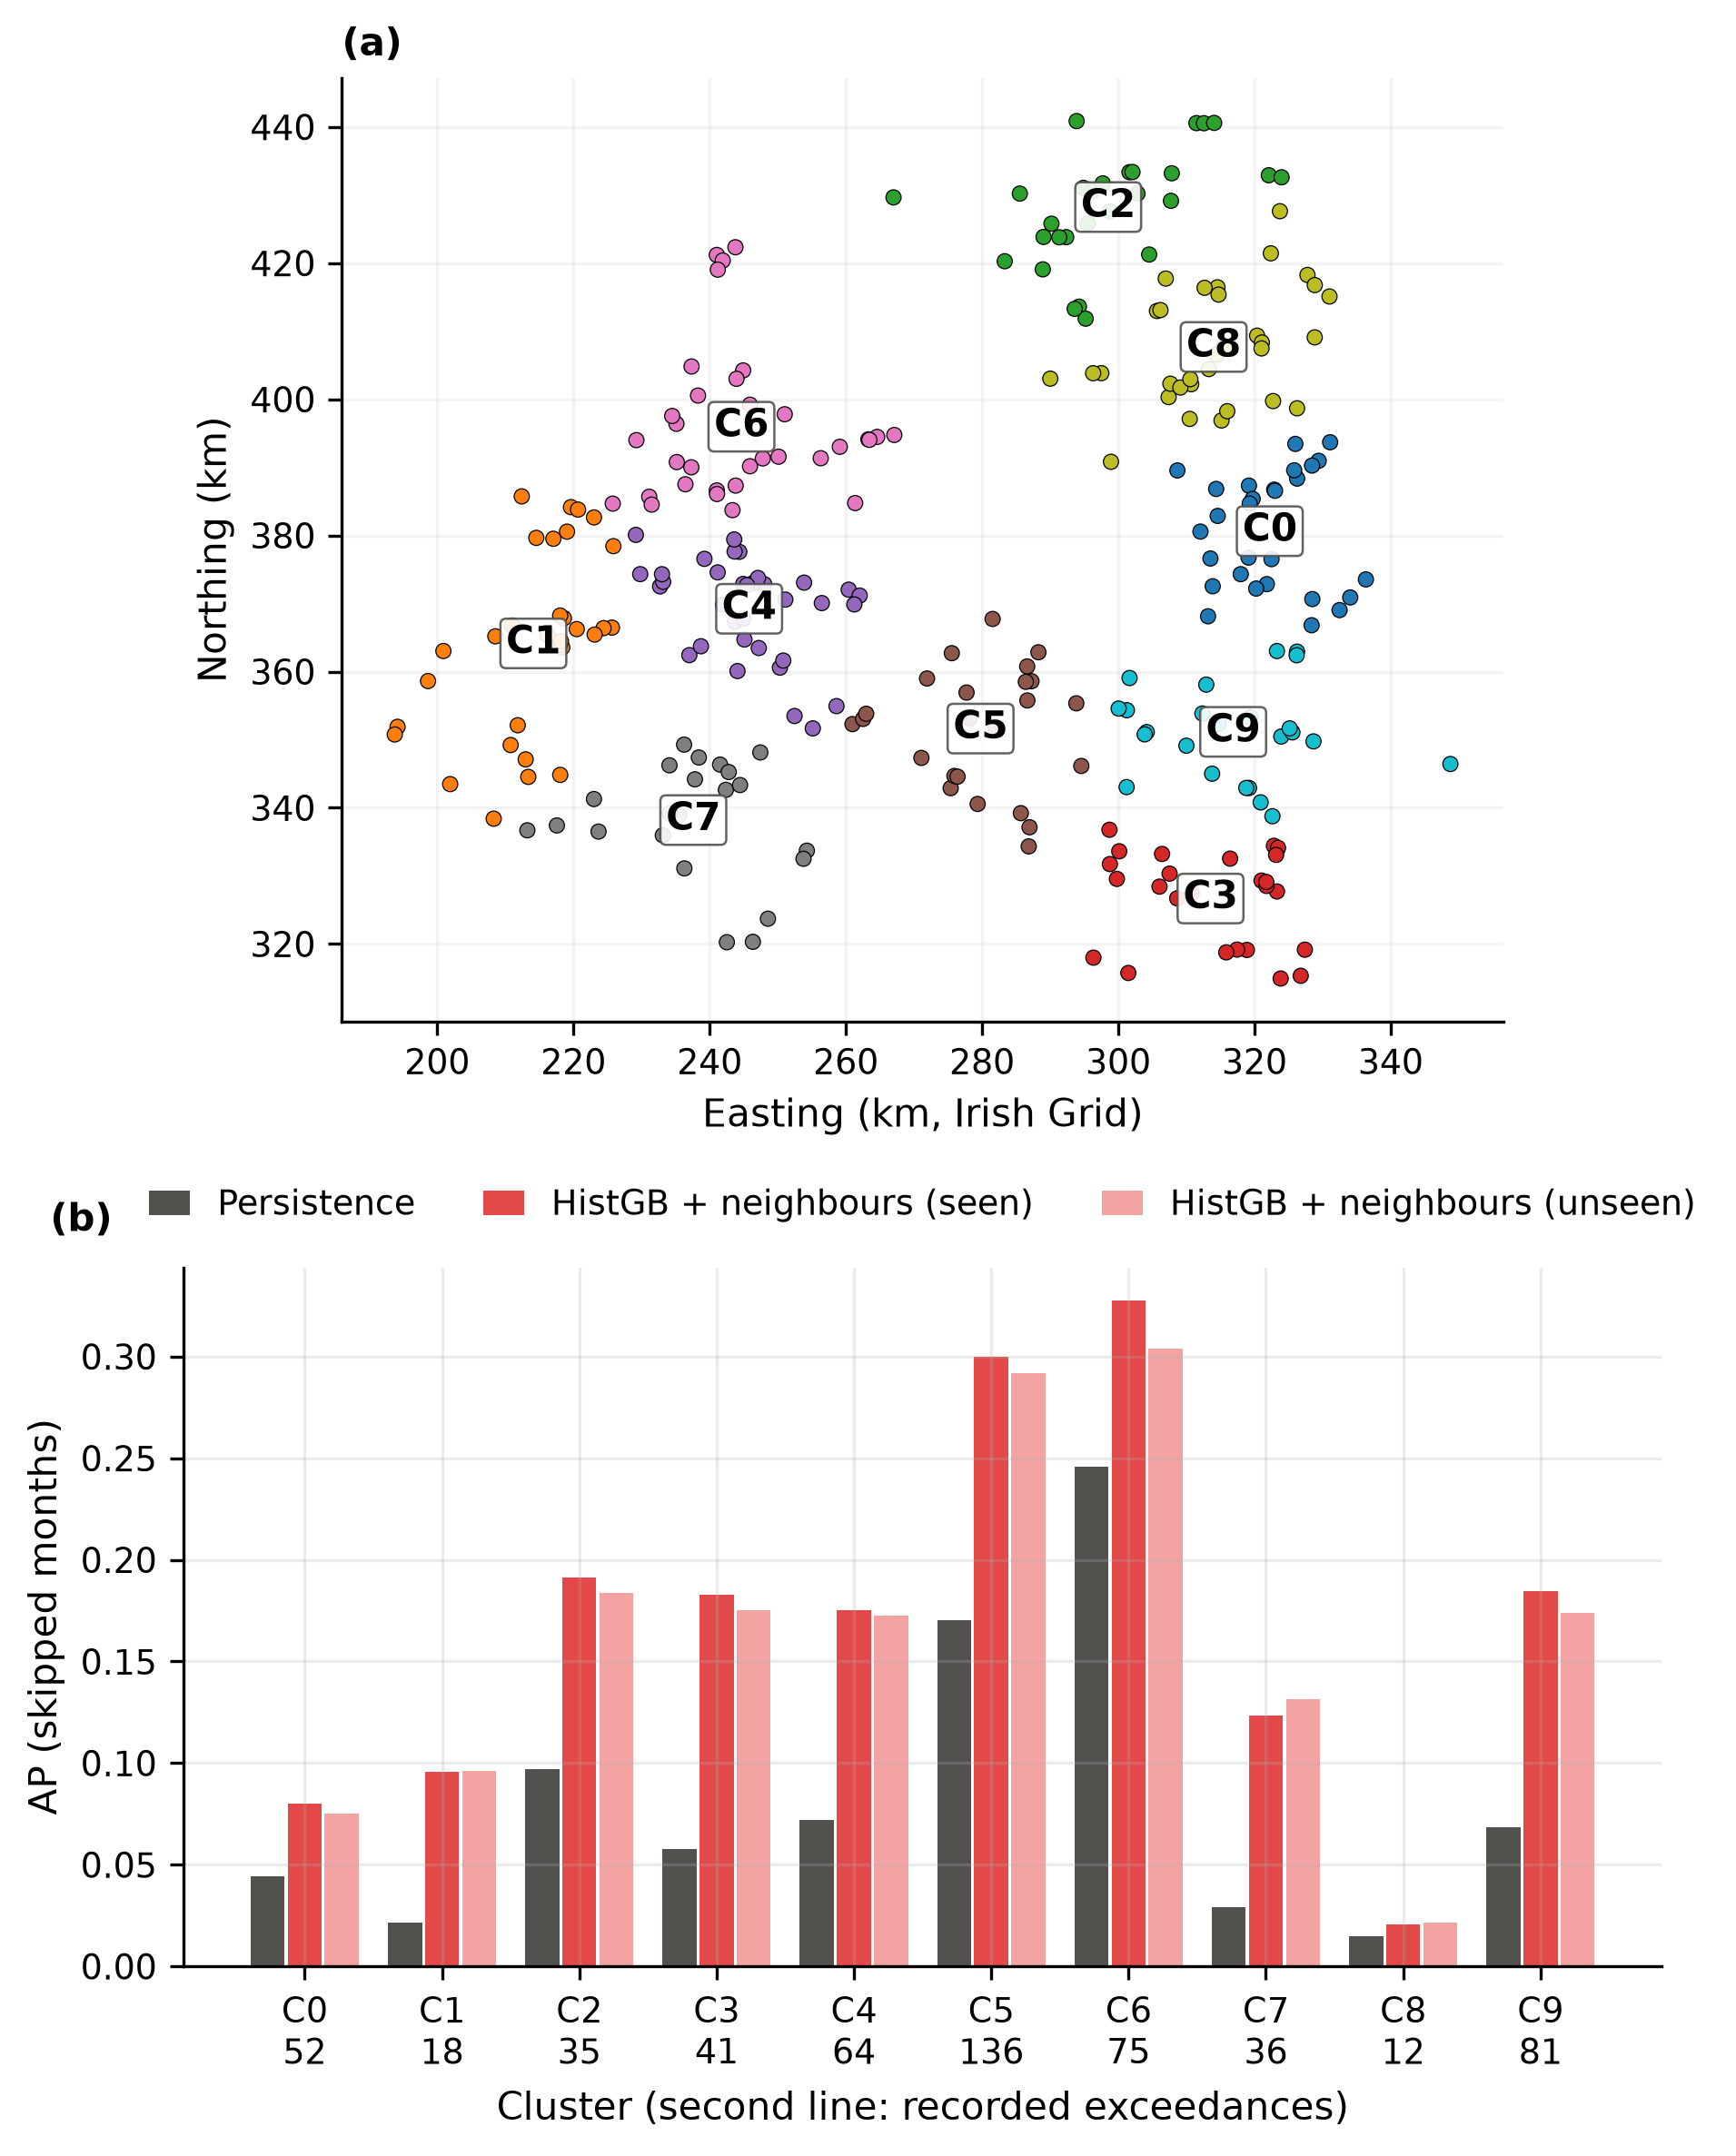 (a)
440
420
400
380
360
340
320
Northing (km)
C2
C8
C6
C0
C4
C1
C5
C9
C7
C3
200 220 240 260 280 300 320 340
Easting (km, Irish Grid)
(b)
Persistence HistGB + neighbours (seen) HistGB + neighbours (unseen)
0.30
0.25
0.20
0.15
0.10
0.05
0.00
AP (skipped months)
C0 C1 C2 C3 C4 C5 C6 C7 C8 C9
52 18 35 41 64 136 75 36 12 81
Cluster (second line: recorded exceedances)